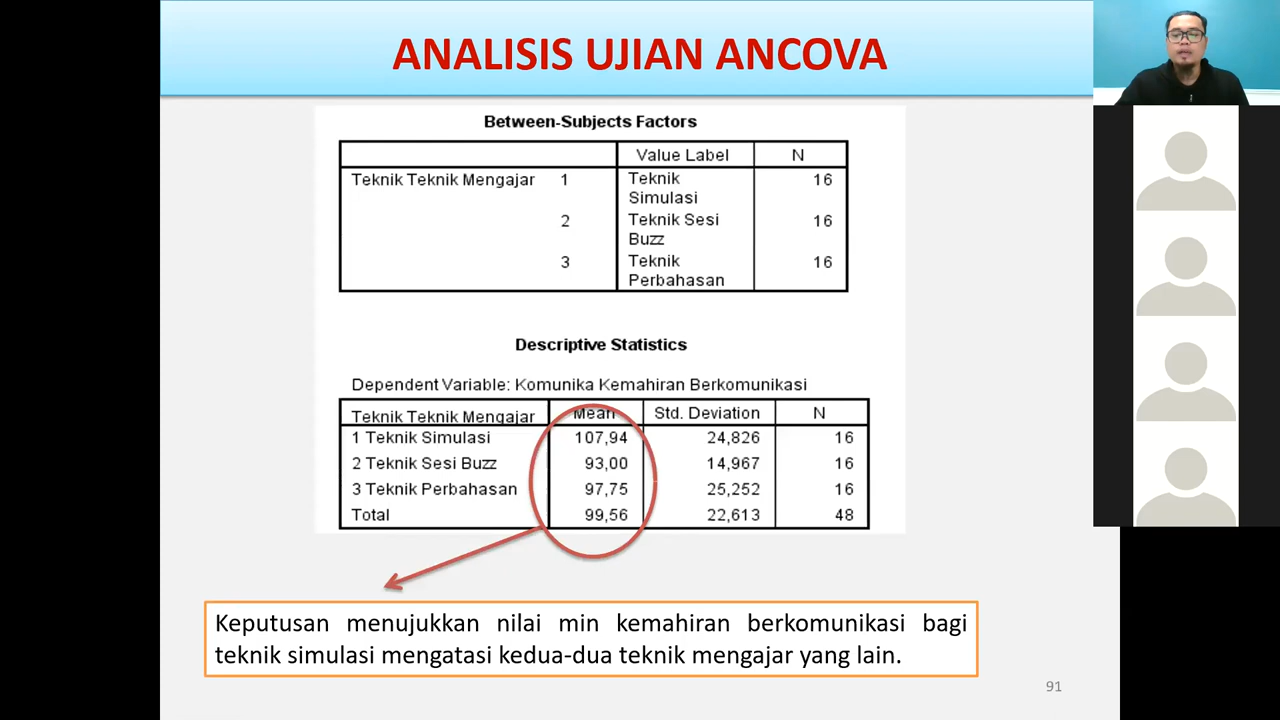 ANALISIS UJIAN ANCOVA
Between-Subjects Factors
Value Label N
Teknik Teknik Mengajar 1 Teknik Simulasi 16
2 Teknik Sesi Buzz 16
3 Teknik Perbahasan 16
Descriptive Statistics
Dependent Variable: Komunika Kemahiran Berkomunikasi
Teknik Teknik Mengajar Mean Std. Deviation N
1 Teknik Simulasi 107,94 24,826 16
2 Teknik Sesi Buzz 93,00 14,967 16
3 Teknik Perbahasan 97,75 25,252 16
Total 99,56 22,613 48
Keputusan menujukkan nilai min kemahiran berkomunikasi bagi
teknik simulasi mengatasi kedua-dua teknik mengajar yang lain.
91